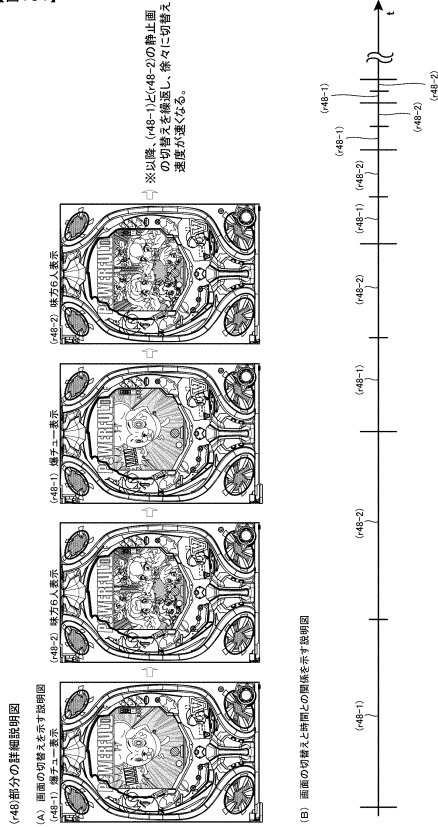 (r48)部分の詳細説明図
(A) 画面の切替えを示す説明図
(r48-1) 爆チュー表示
(r48-2) 味方6人表示
(r48-1) 爆チュー表示
(r48-2) 味方6人表示
POWERFUL
POWERFUL
POWERFUL
POWERFUL
※以降、(r48-1)と(r48-2)の静止画
の切替えを繰返し、徐々に切替え
速度が速くなる。
(B) 画面の切替えと時間との関係を示す説明図
(r48-1)
(r48-2)
(r48-1)
(r48-2)
(r48-1)
(r48-2)
(r48-1)
(r48-2)
(r48-1)
(r48-2)
t